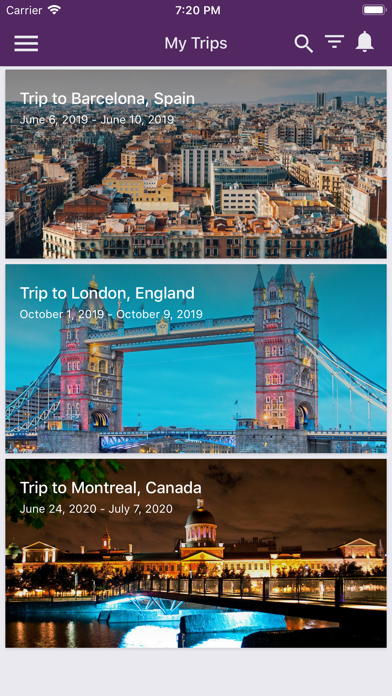 Carrier 7:20 PM
My Trips
Trip to Barcelona, Spain
June 6, 2019 - June 10, 2019
Trip to London, England
October 1, 2019 - October 9, 2019
Trip to Montreal, Canada
June 24, 2020 - July 7, 2020